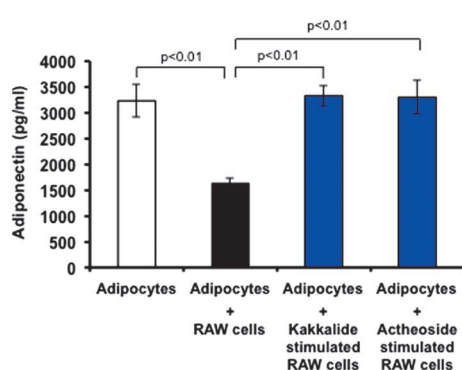 p<0.01
p<0.01 p<0.01
Adiponectin (pg/ml)
4000
3500
3000
2500
2000
1500
1000
500
0
Adipocytes
Adipocytes
+
RAW cells
Adipocytes
+
Kakkalide
stimulated
RAW cells
Adipocytes
+
Actheoside
stimulated
RAW cells